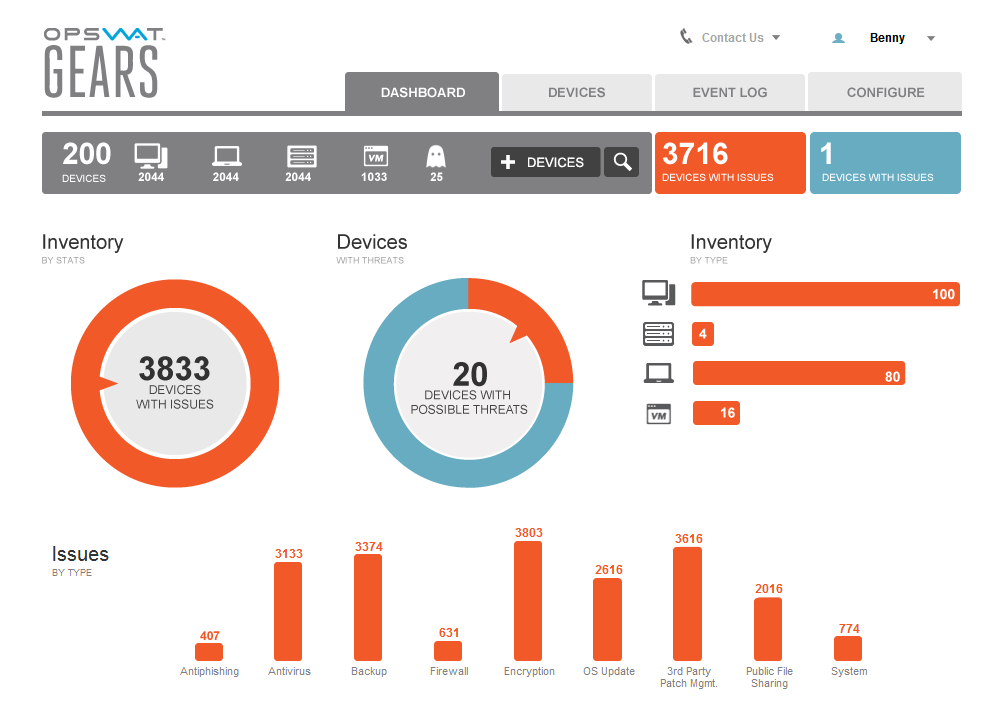 OPSWAT.
GEARS
Contact Us
Benny
DASHBOARD
DEVICES
EVENT LOG
CONFIGURE
200
DEVICES
2044
2044
2044
VM
1033
25
+ DEVICES
3716
DEVICES WITH ISSUES
1
DEVICES WITH ISSUES
Inventory
BY STATS
3833
DEVICES
WITH ISSUES
Devices
WITH THREATS
20
DEVICES WITH
POSSIBLE THREATS
Inventory
BY TYPE
100
4
80
VM
16
Issues
BY TYPE
407
3133
3374
631
3803
2616
3616
2016
774
Antiphishing
Antivirus
Backup
Firewall
Encryption
OS Update
3rd Party
Patch Mgmt.
Public File
Sharing
System